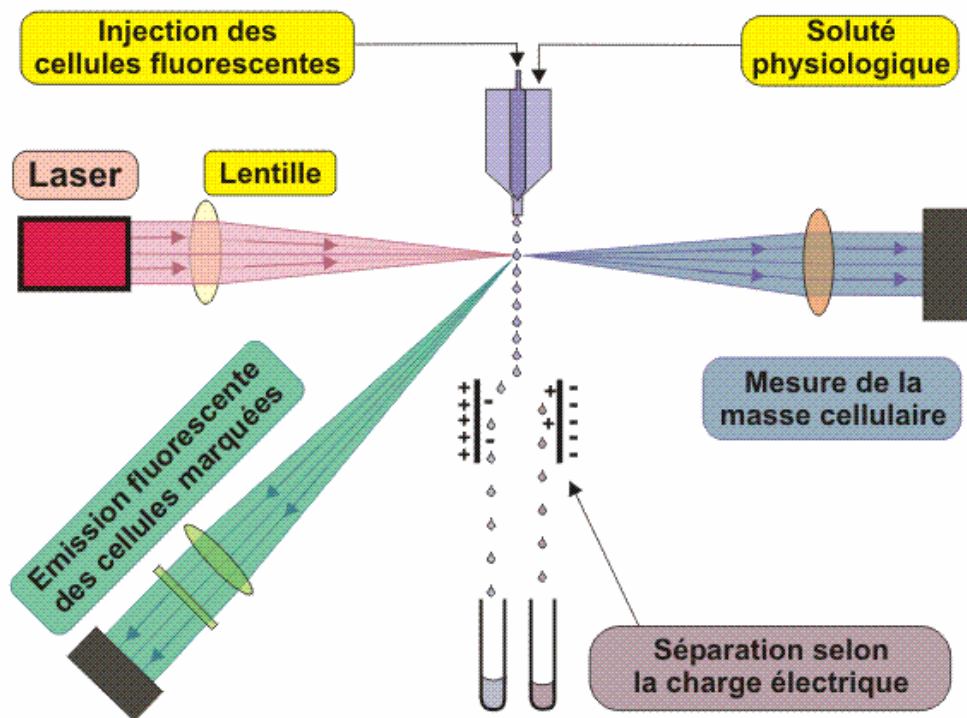 Injection des
cellules fluorescentes
Soluté
physiologique
Laser
Lentille
Mesure de la
masse cellulaire
Emission fluorescente
des cellules marquées
+ - + -
+ - + -
+ - -
+ -
+ -
Séparation selon
la charge électrique